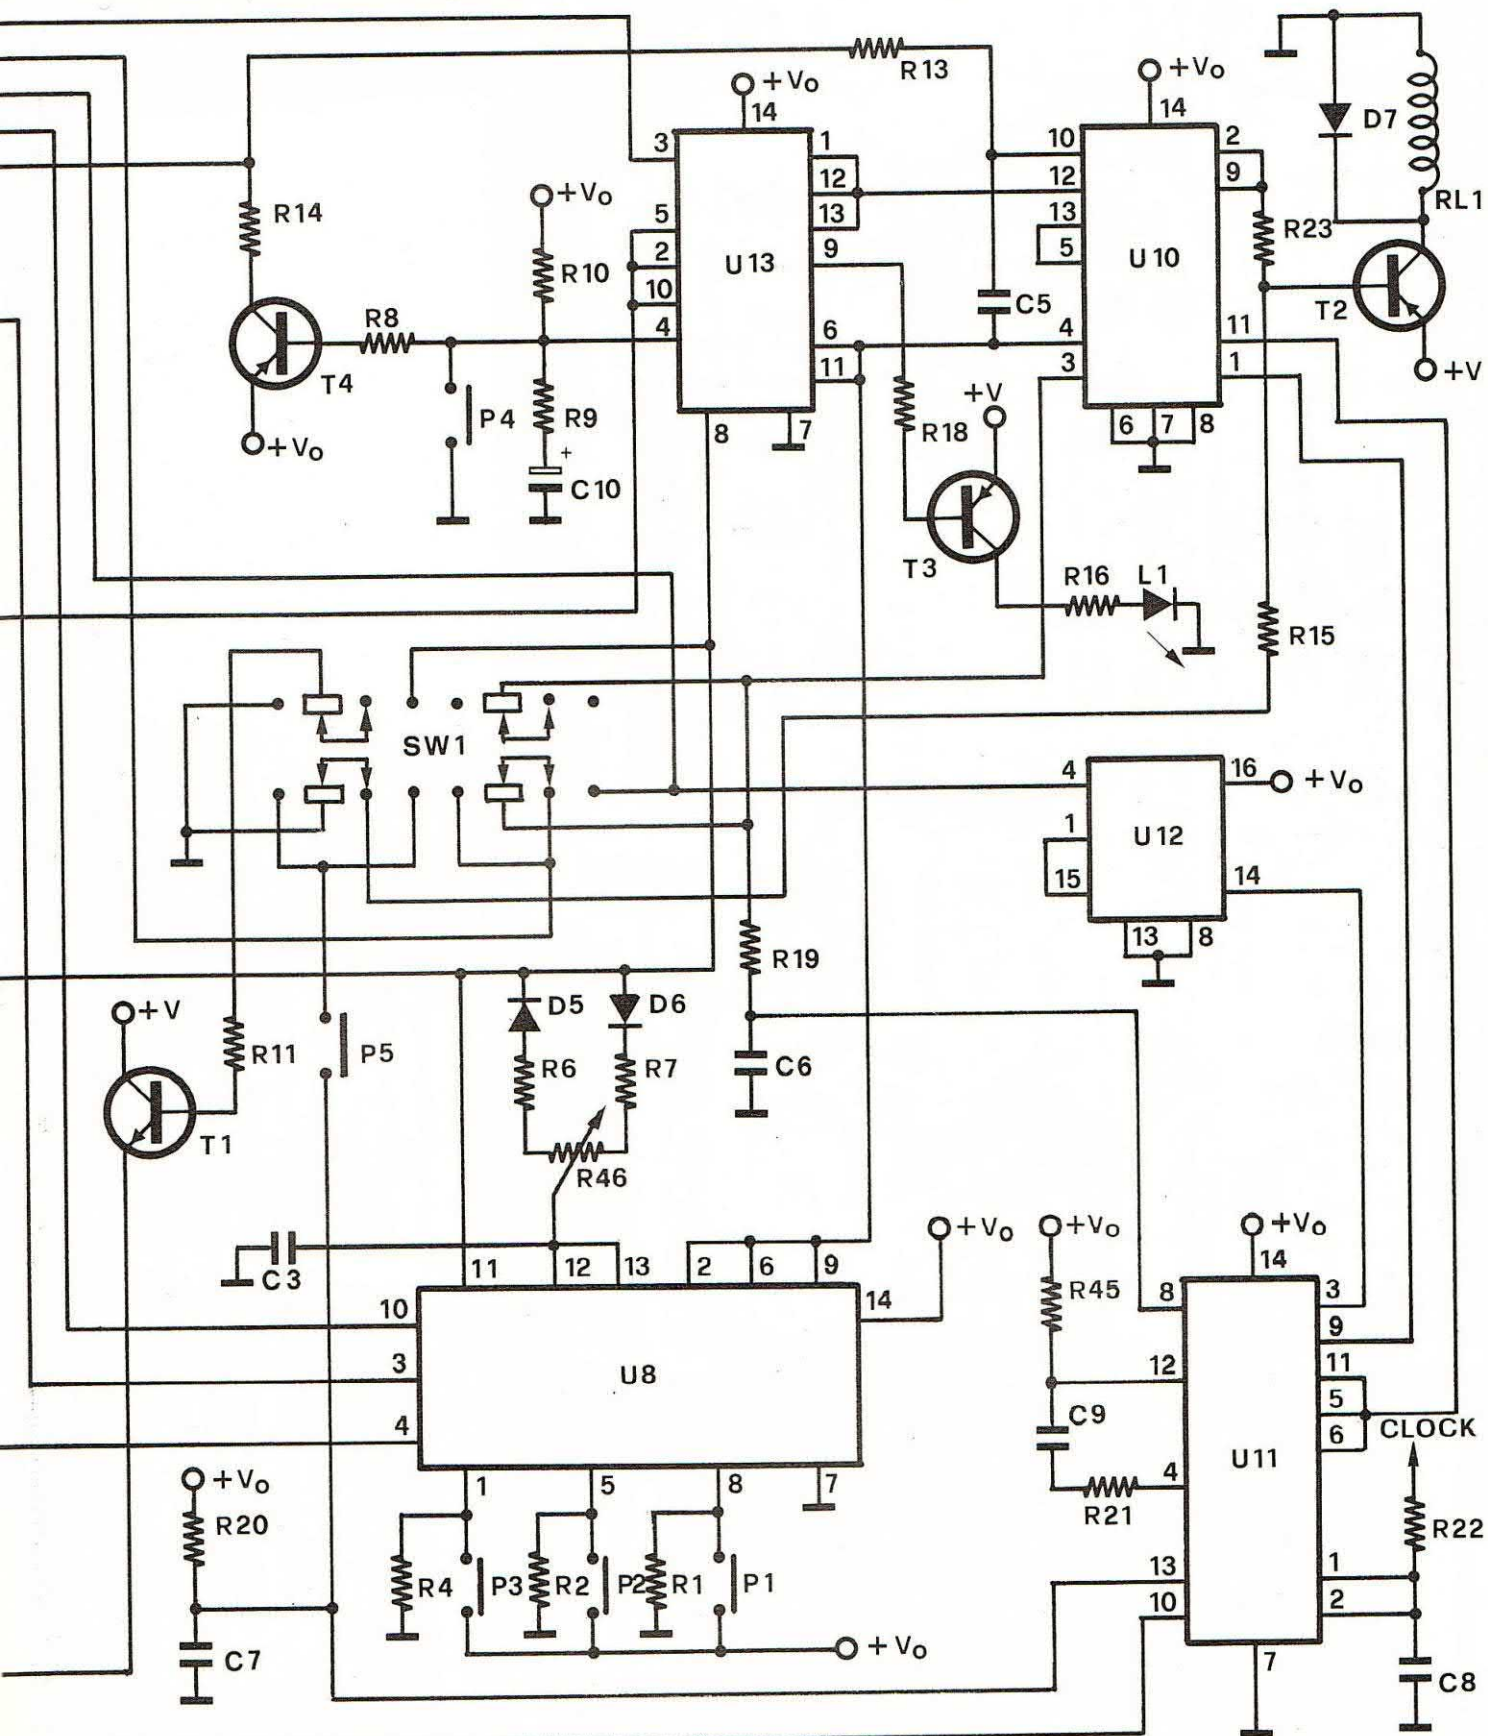 R13
+Vo
14
+Vo
14
D7
RL1
3
5
2
10
4
U13
1
12
13
9
6
11
8
7
10
12
13
5
4
3
U10
2
9
11
1
6 7 8
R14
+Vo
R10
R8
T4
+Vo
P4
R9
+
C10
C5
R23
T2
+V
R18
+V
T3
R16
L1
R15
SW1
4
1
15
U12
16
+Vo
14
13
8
R19
+V
R11
P5
T1
D5
D6
R6
R7
R46
C6
C3
11
12
13
2
6
9
10
3
4
U8
14
+Vo
1
5
8
7
+Vo
R45
+Vo
14
8
12
4
13
10
U11
3
9
11
5
6
1
2
7
C9
R21
CLOCK
R22
C8
+Vo
R20
C7
R4
P3
R2
P2
R1
P1
+Vo